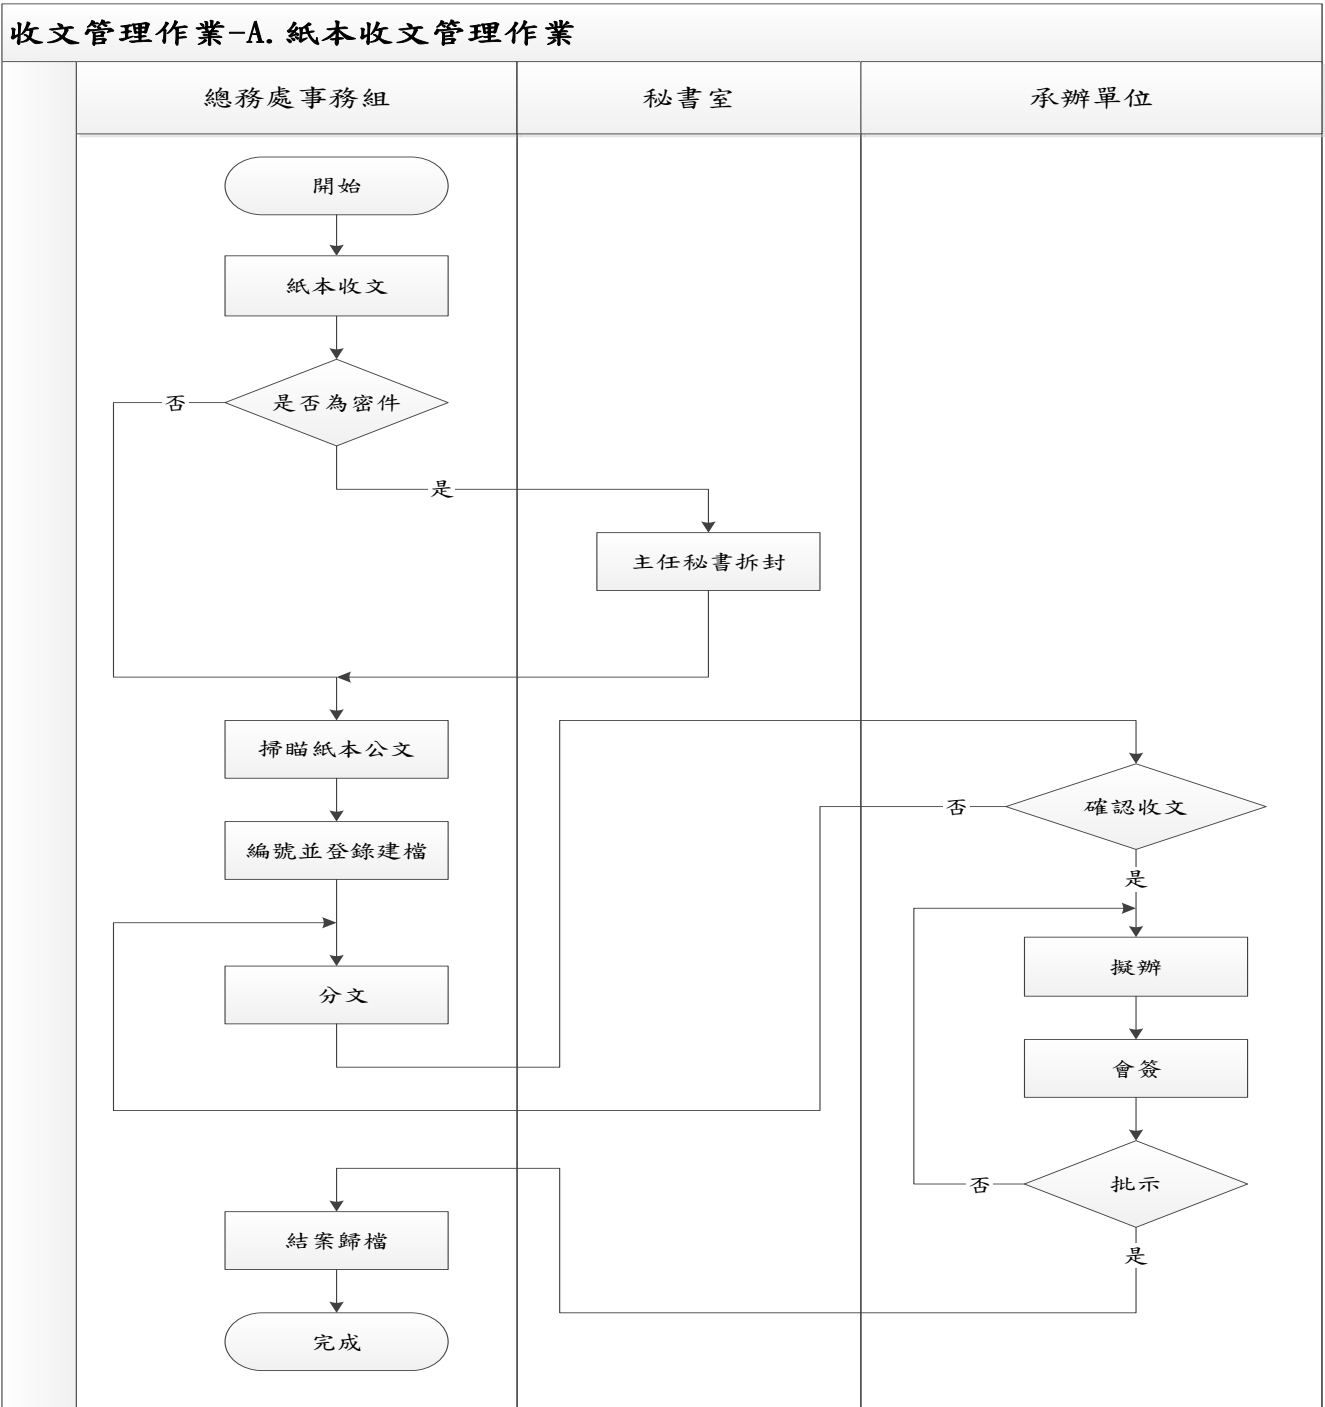 收文管理作業-A.紙本收文管理作業
總務處事務組
秘書室
承辦單位
開始
紙本收文
是否為密件
否
是
主任秘書拆封
掃瞄紙本公文
確認收文
否
編號並登錄建檔
是
擬辦
分文
會簽
批示
否
結案歸檔
是
完成